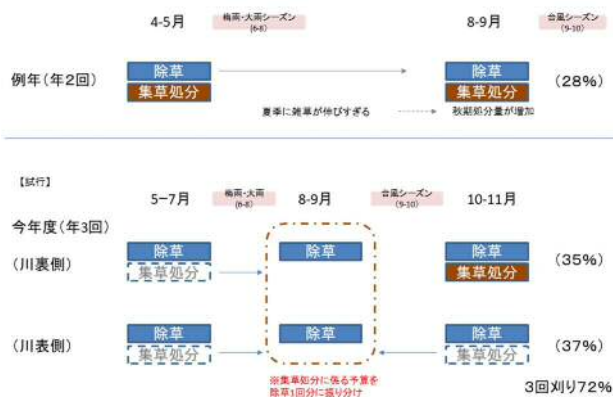 4-5月
梅雨・大雨シーズン
(6-8)
8-9月
台風シーズン
(9-10)
例年(年2回)
除草
集草処分
除草
集草処分
(28%)
夏季に雑草が伸びすぎる
秋期処分量が増加
【試行】
5-7月
梅雨・大雨
(6-8)
8-9月
台風シーズン
(9-10)
10-11月
今年度(年3回)
(川裏側)
除草
集草処分
除草
除草
集草処分
(35%)
(川表側)
除草
集草処分
除草
除草
集草処分
(37%)
※集草処分に係る予算を
除草1回分に振り分け
3回刈り72%